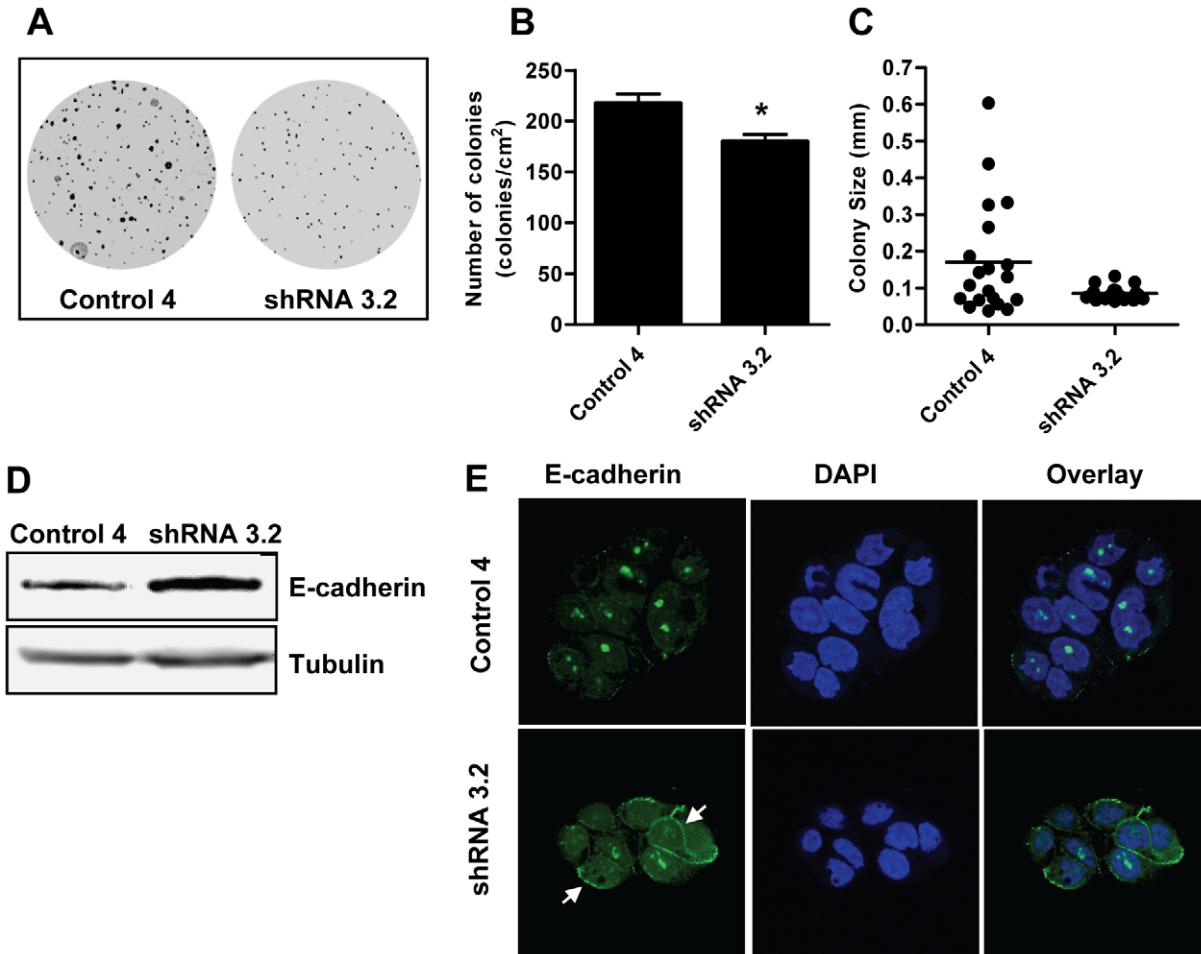 A
Control 4 shRNA 3.2
B
Number of colonies
(colonies/cm²)
250
200
150
100
50
0
*
Control 4
shRNA 3.2
C
Colony Size (mm)
0.7
0.6
0.5
0.4
0.3
0.2
0.1
0.0
Control 4
shRNA 3.2
D
Control 4 shRNA 3.2
E-cadherin
Tubulin
E
E-cadherin DAPI Overlay
Control 4
shRNA 3.2